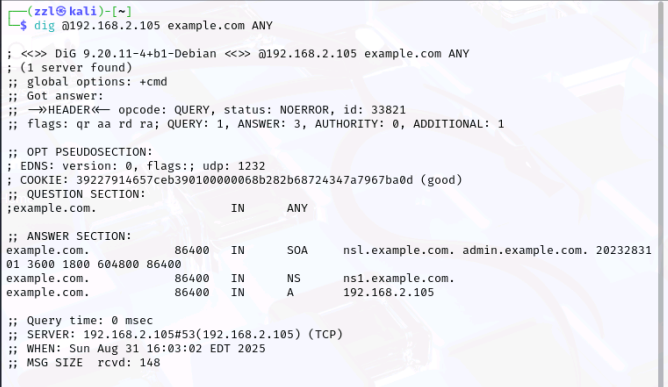 (zzl㉿kali)-[~]
$ dig @192.168.2.105 example.com ANY
; <<>> DiG 9.20.11-4+b1-Debian <<>> @192.168.2.105 example.com ANY
; (1 server found)
;; global options: +cmd
;; Got answer:
;; ->>HEADER<<- opcode: QUERY, status: NOERROR, id: 33821
;; flags: qr aa rd ra; QUERY: 1, ANSWER: 3, AUTHORITY: 0, ADDITIONAL: 1
;; OPT PSEUDOSECTION:
; EDNS: version: 0, flags:; udp: 1232
; COOKIE: 39227914657ceb390100000068b282b68724347a7967ba0d (good)
;; QUESTION SECTION:
;example.com. IN ANY
;; ANSWER SECTION:
example.com. 86400 IN SOA nsl.example.com. admin.example.com. 20232831
01 3600 1800 604800 86400
example.com. 86400 IN NS ns1.example.com.
example.com. 86400 IN A 192.168.2.105
;; Query time: 0 msec
;; SERVER: 192.168.2.105#53(192.168.2.105) (TCP)
;; WHEN: Sun Aug 31 16:03:02 EDT 2025
;; MSG SIZE rcvd: 148